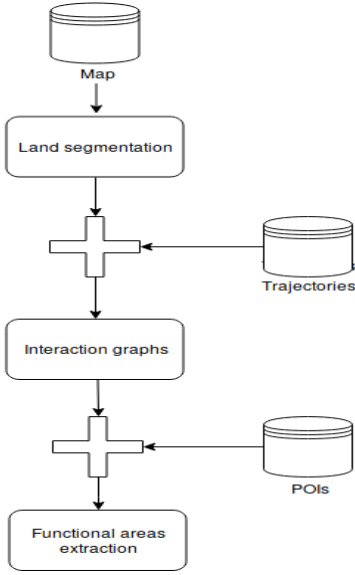 Map
Land segmentation
Trajectories
Interaction graphs
POIs
Functional areas
extraction